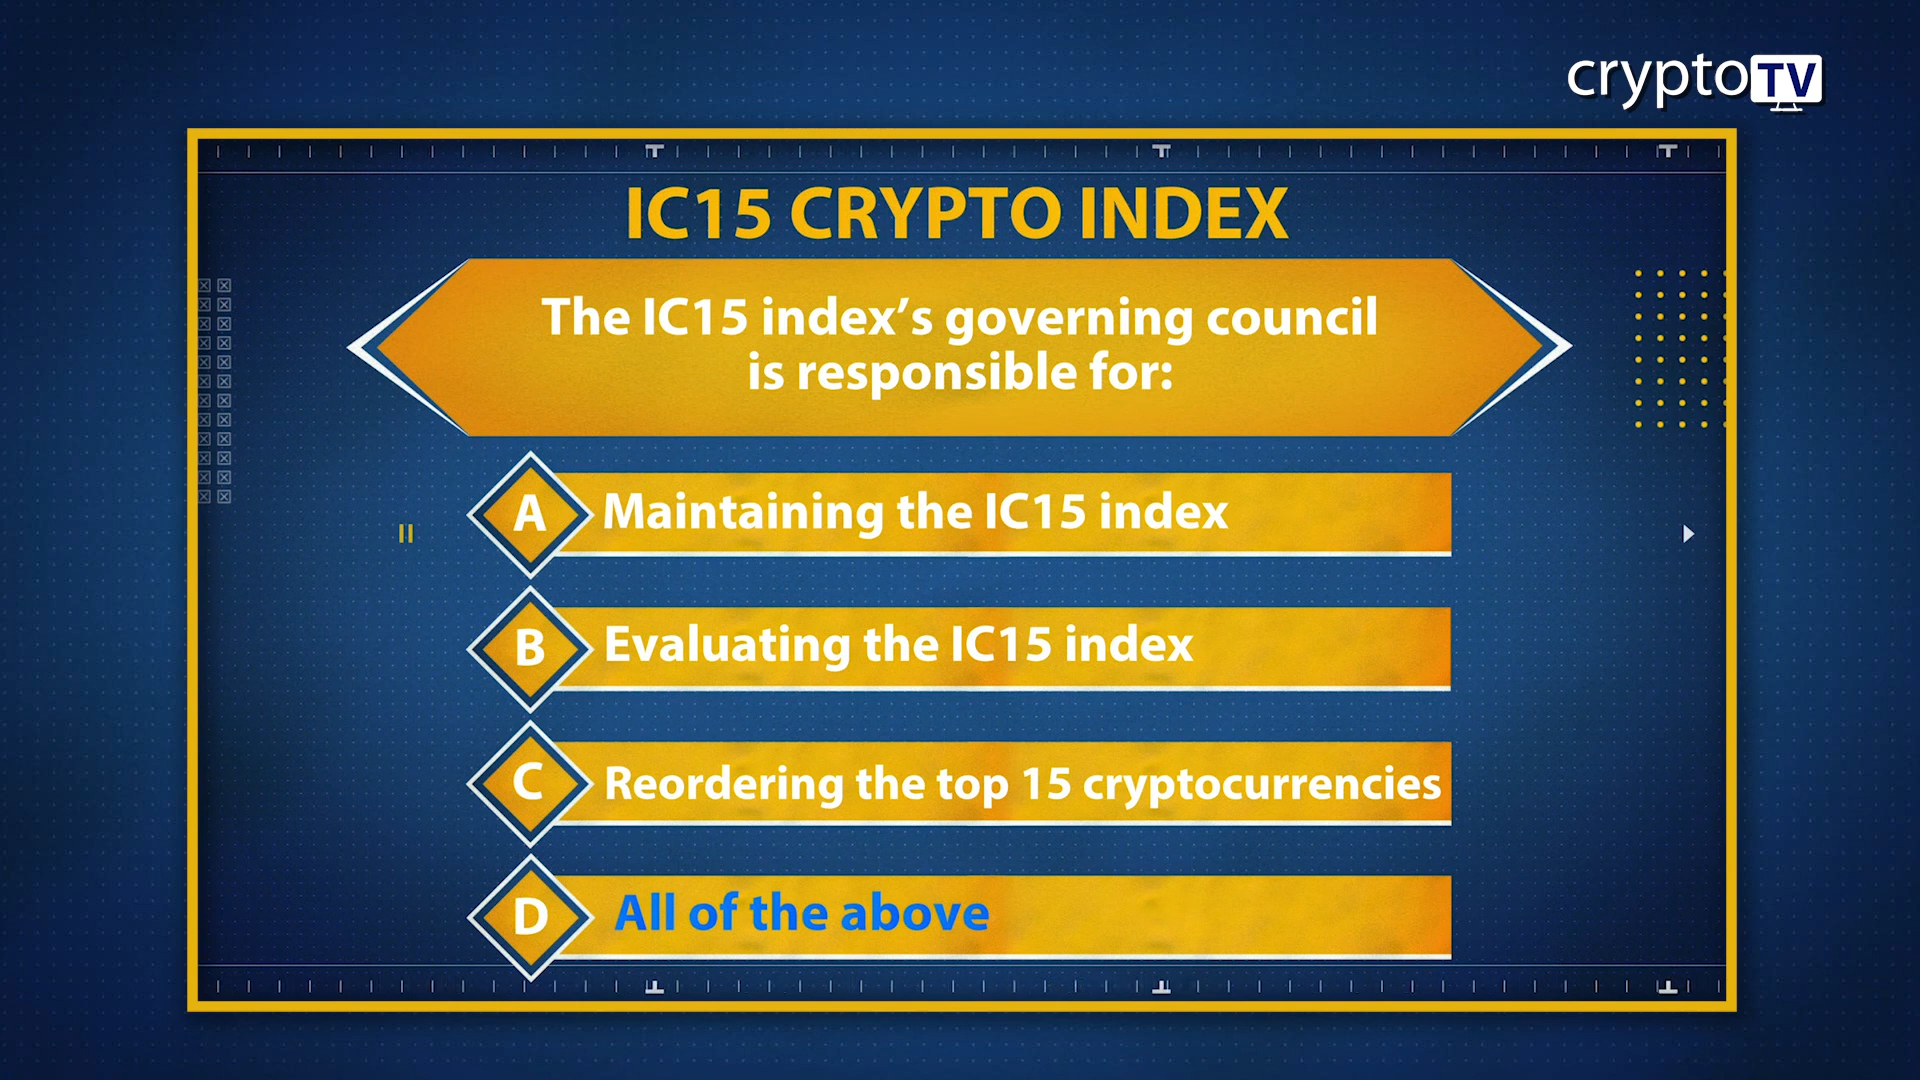 cryptoTV
IC15 CRYPTO INDEX
The IC15 index’s governing council
is responsible for:
A Maintaining the IC15 index
B Evaluating the IC15 index
C Reordering the top 15 cryptocurrencies
D All of the above